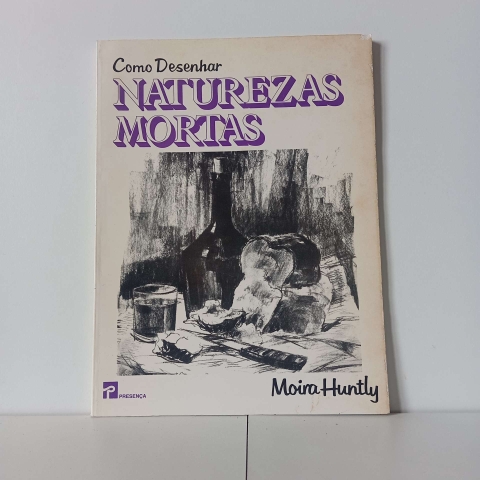 Como Desenhar
NATUREZAS
MORTAS
Moira Huntly
PRESENÇA